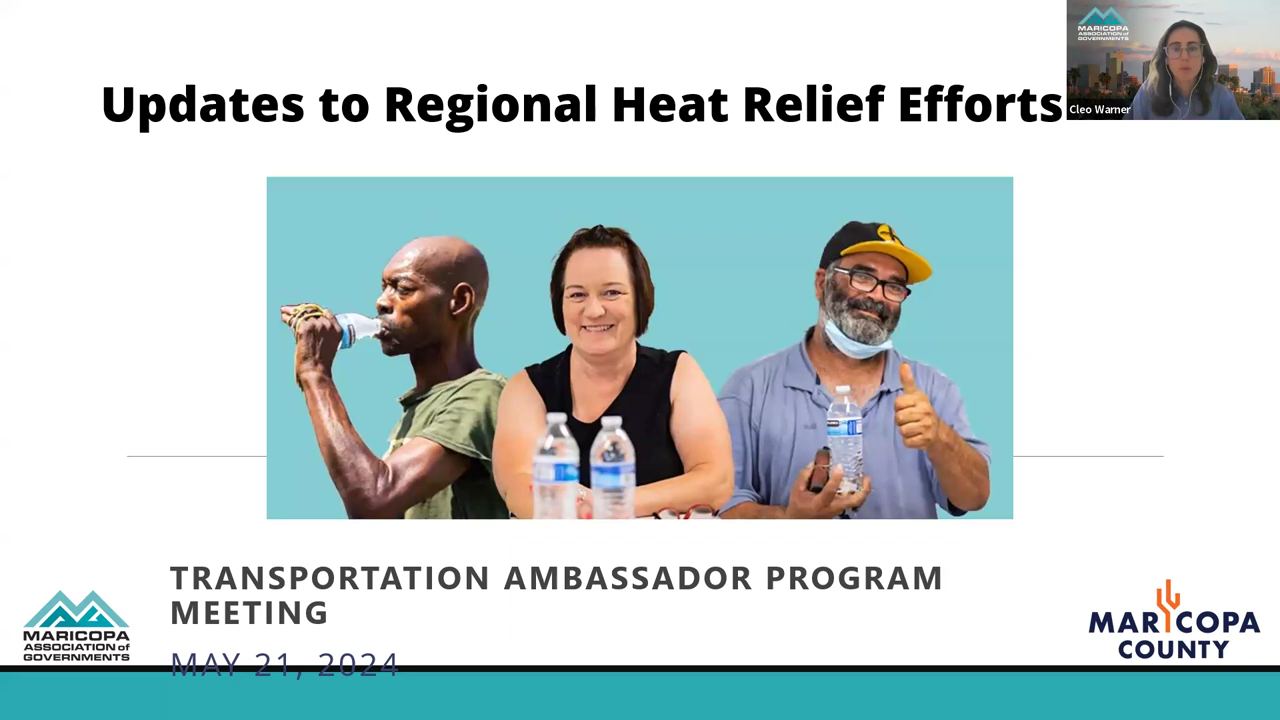 Updates to Regional Heat Relief Efforts
MARICOPA
ASSOCIATION of
GOVERNMENTS
Cleo Warner
TRANSPORTATION AMBASSADOR PROGRAM
MEETING
MAY 21, 2024
MARICOPA
ASSOCIATION of
GOVERNMENTS
MARICOPA
COUNTY